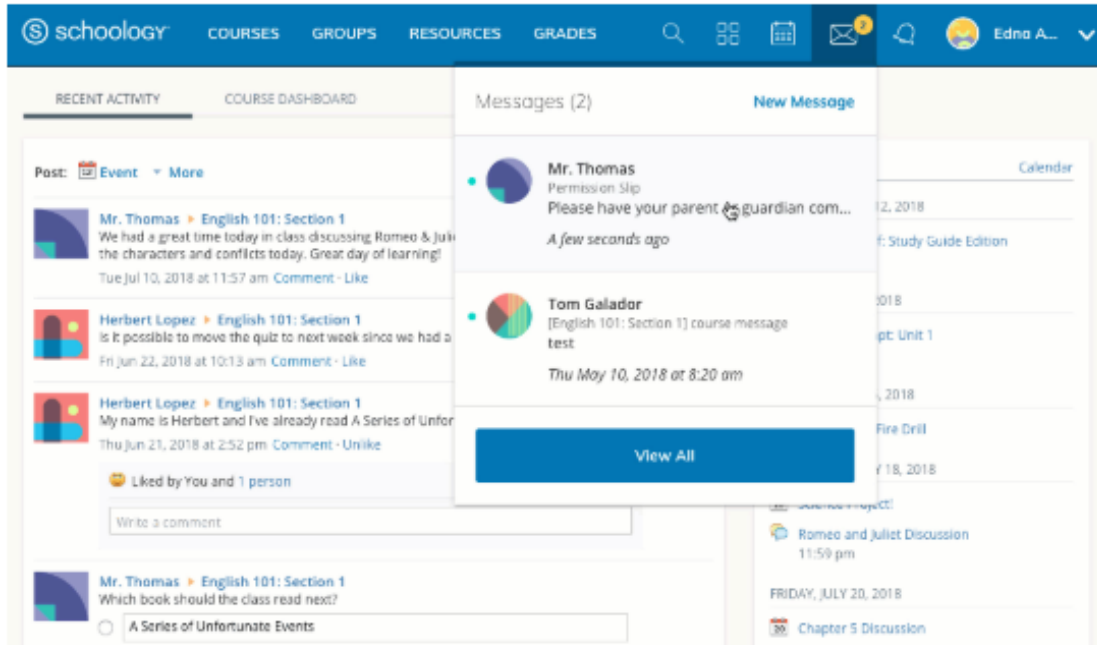 schoology COURSES GROUPS RESOURCES GRADES 2 Edna A...
RECENT ACTIVITY COURSE DASHBOARD
Post: Event More
Mr. Thomas English 101: Section 1
We had a great time today in class discussing Romeo & Juli
the characters and conflicts today. Great day of learning!
Tue Jul 10, 2018 at 11:57 am Comment · Like
Herbert Lopez English 101: Section 1
Is it possible to move the quiz to next week since we had a
Fri Jun 22, 2018 at 10:13 am Comment · Like
Herbert Lopez English 101: Section 1
My name is Herbert and I've already read A Series of Unfor
Thu Jun 21, 2018 at 2:52 pm Comment · Unlike
Liked by You and 1 person
Write a comment
Mr. Thomas English 101: Section 1
Which book should the class read next?
A Series of Unfortunate Events
Messages (2) New Message
Mr. Thomas
Permission Slip
Please have your parent guardian com...
A few seconds ago
Tom Galador
[English 101: Section 1] course message
test
Thu May 10, 2018 at 8:20 am
View All
Calendar
12, 2018
f: Study Guide Edition
2018
pt: Unit 1
, 2018
Fire Drill
Y 18, 2018
Science Project!
Romeo and Juliet Discussion
11:59 pm
FRIDAY, JULY 20, 2018
20 Chapter 5 Discussion